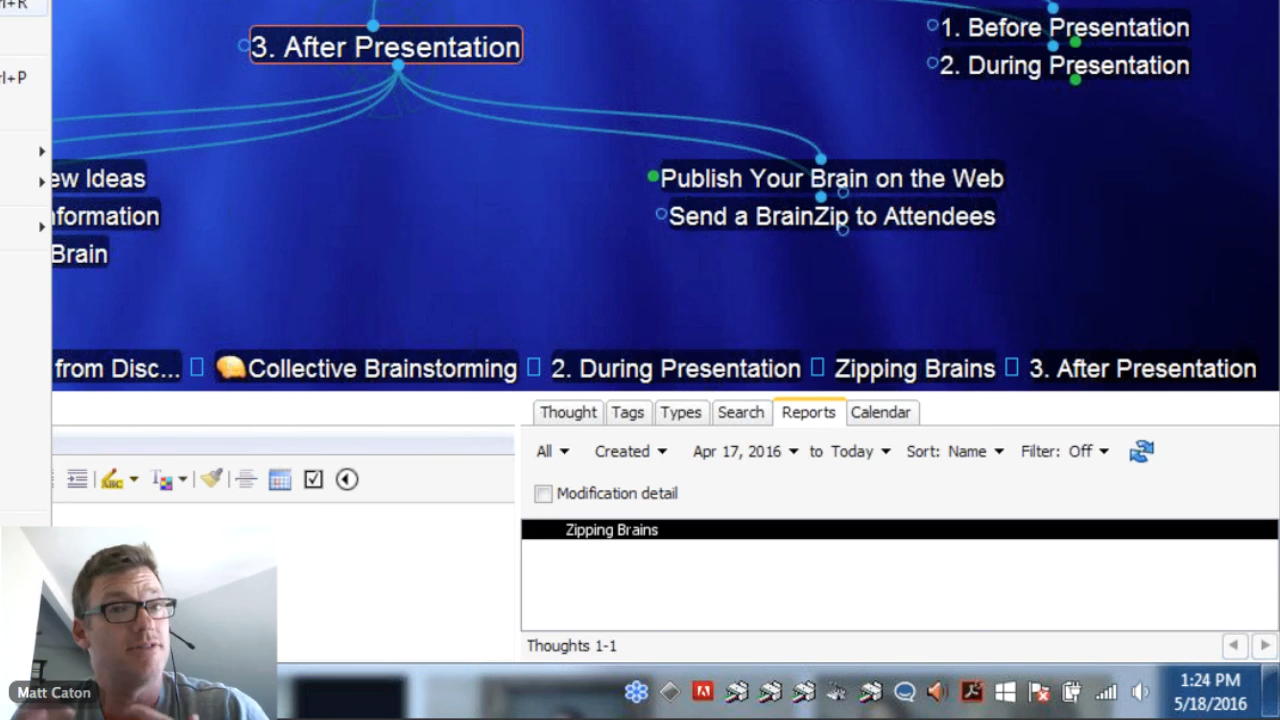 rl+R
3. After Presentation
1. Before Presentation
2. During Presentation
rl+P
ew Ideas
nformation
Brain
Publish Your Brain on the Web
Send a BrainZip to Attendees
from Disc... Collective Brainstorming 2. During Presentation Zipping Brains 3. After Presentation
Thought Tags Types Search Reports Calendar
All Created Apr 17, 2016 to Today Sort: Name Filter: Off
Modification detail
ABC T
Zipping Brains
Thoughts 1-1
Matt Caton
1:24 PM
5/18/2016